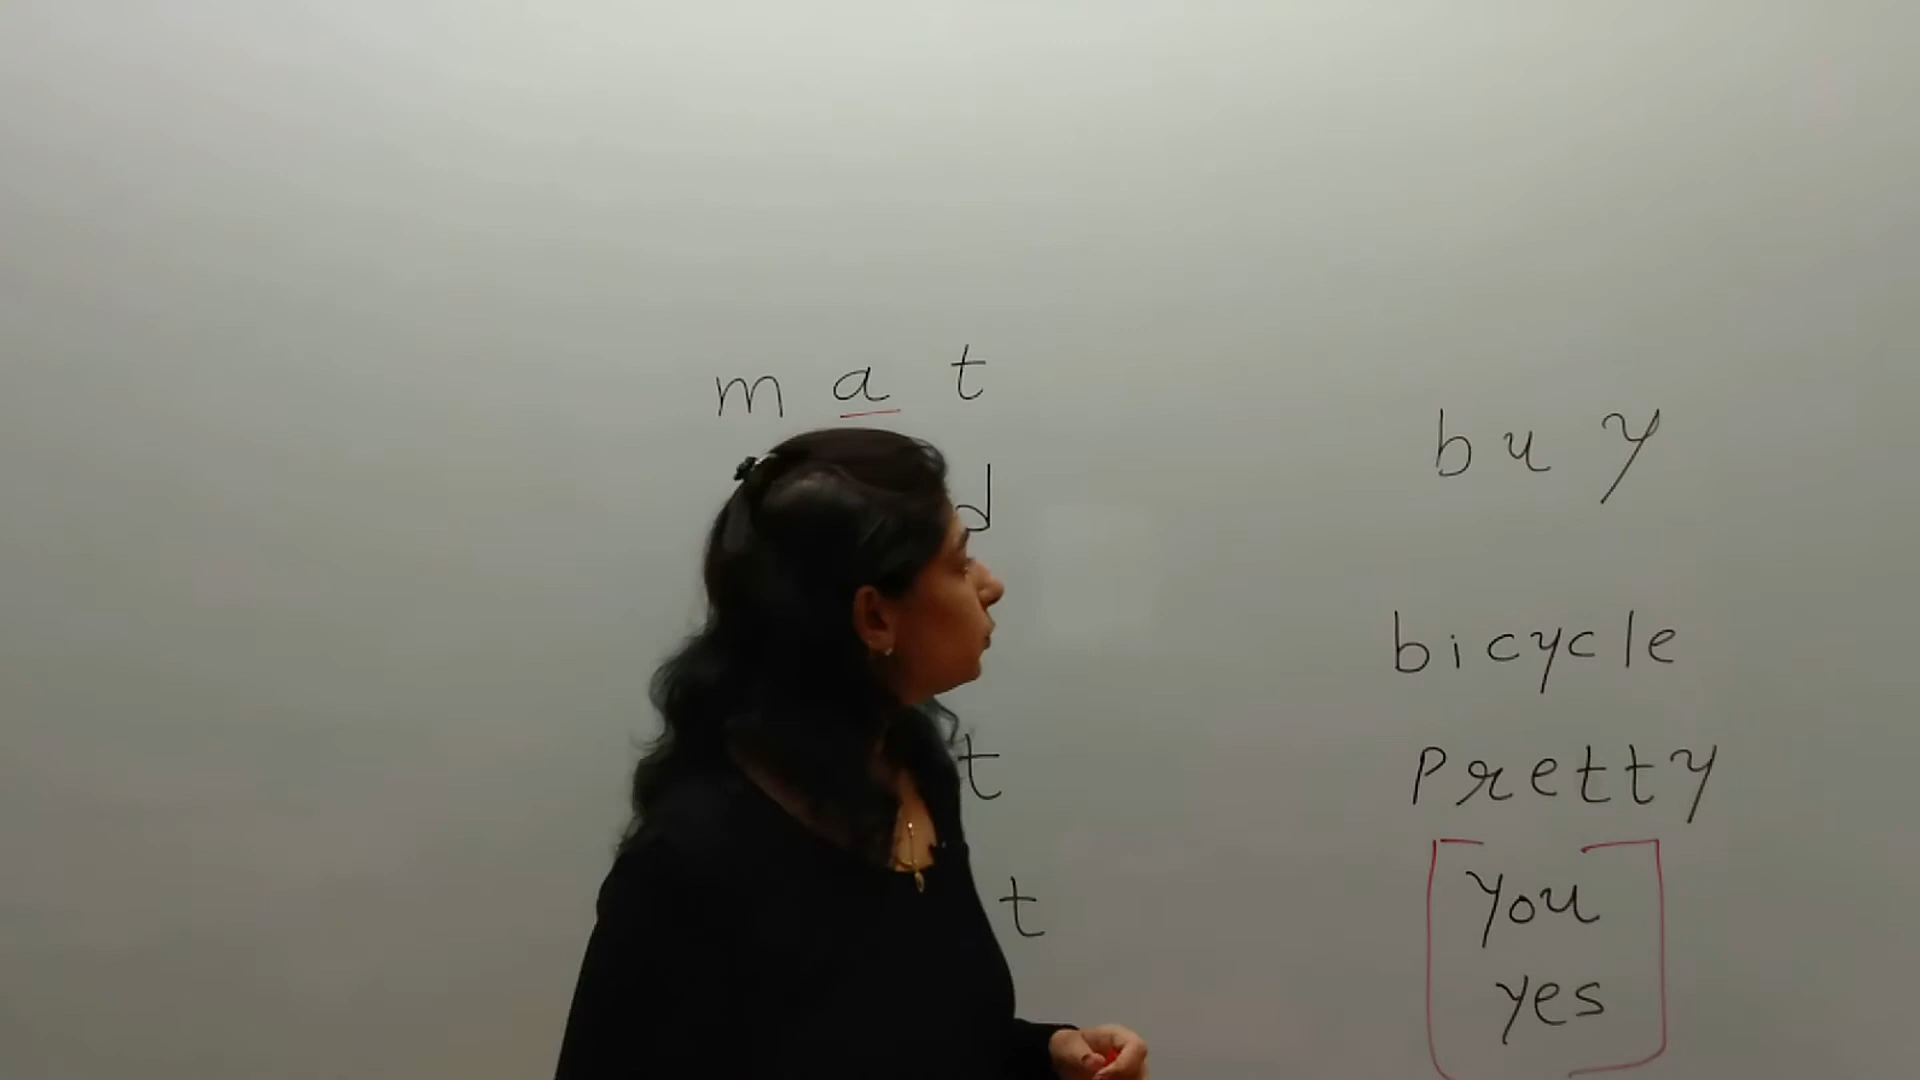 m a t
d
t
t
b u y
bicycle
Pretty
you
yes